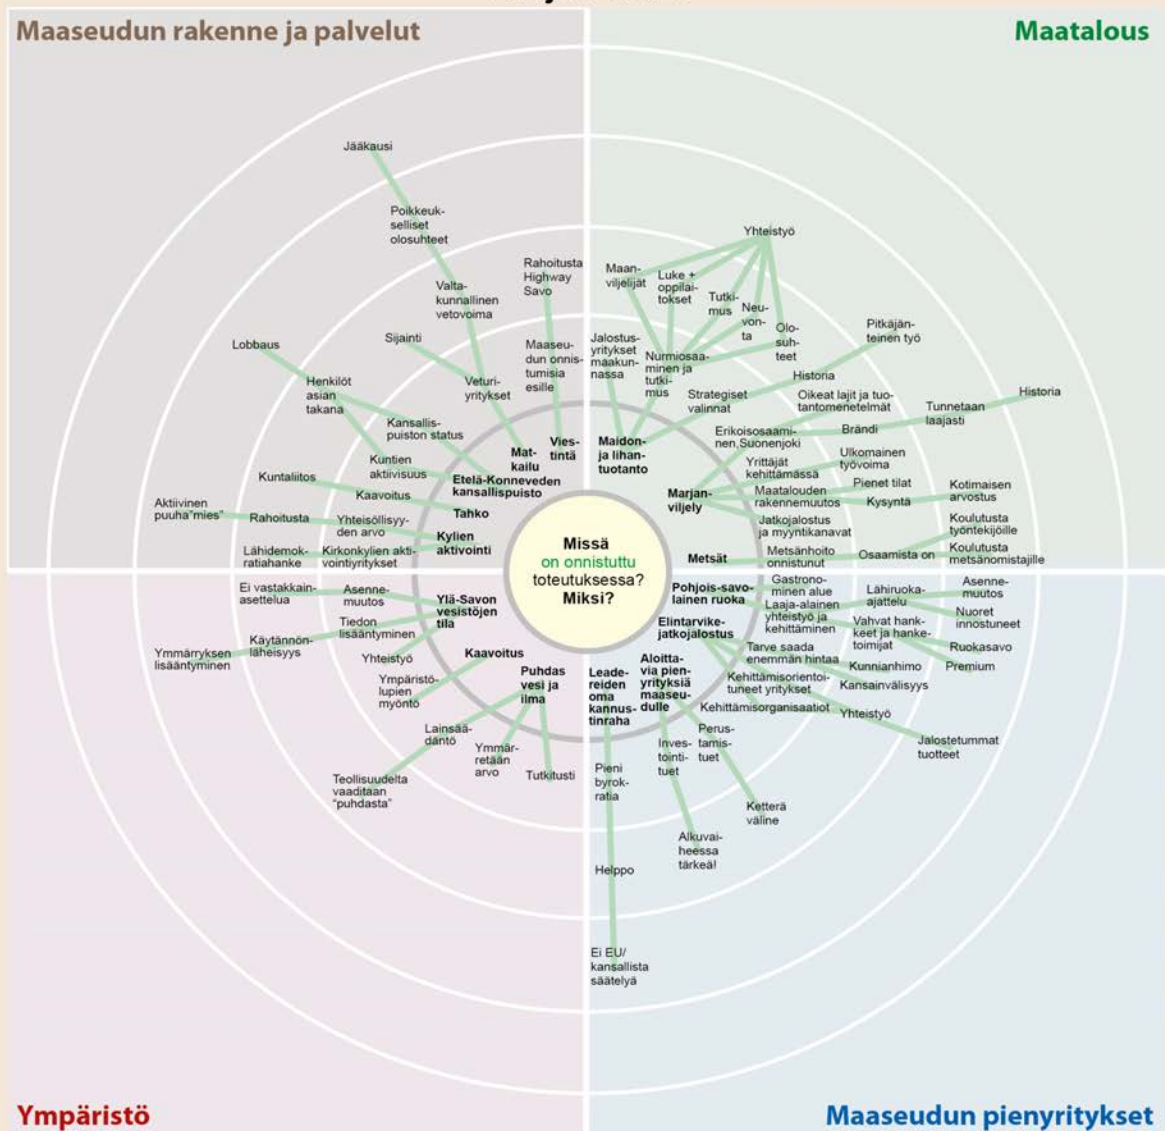 Maaseudun rakenne ja palvelut
Maatalous
Jääkausi
Poikkeuk-
selliset
olosuhteet
Valta-
kunnallinen
vetovoima
Rahoitusta
Highway
Savo
Sijainti
Maaseu-
dun onnis-
tumisia
esille
Veturi-
yritykset
Lobbaus
Henkilöt
asian
takana
Kansallis-
puiston status
Kuntien
aktiivisuus
Mat-
kailu
Vies-
tintä
Etelä-Konneveden
kansallispuisto
Kuntaliitos
Kaavoitus
Tahko
Aktiivinen
puuha"mies"
Rahoitusta
Yhteisöllisyy-
den arvo
Kylien
aktivointi
Lähidemok-
ratiahanke
Kirkonkylien akti-
vointiyritykset
Yhteistyö
Maan-
viljelijät
Luke +
oppilai-
tokset
Tutki-
mus
Neu-
von-
ta
Olo-
suh-
teet
Jalostus-
yritykset
maakun-
nassa
Nurmiosaa-
minen ja
tutki-
mus
Pitkäjän-
teinen työ
Historia
Strategiset
valinnat
Maidon-
ja lihan-
tuotanto
Oikeat lajit ja tuo-
tantomenetelmät
Historia
Tunnetaan
laajasti
Brändi
Erikoisosaami-
nen,Suonenjoki
Yrittäjät
kehittämässä
Ulkomainen
työvoima
Marjan-
viljely
Maatalouden
rakennemuutos
Pienet tilat
Kysyntä
Kotimaisen
arvostus
Jatkojalostus
ja myyntikanavat
Koulutusta
työntekijöille
Metsät
Metsänhoito
onnistunut
Osaamista on
Koulutusta
metsänomistajille
Missä
on onnistuttu
toteutuksessa?
Miksi?
Ei vastakkain-
asettelua
Asenne-
muutos
Ylä-Savon
vesistöjen
tila
Tiedon
lisääntyminen
Käytännön-
läheisyys
Ymmärryksen
lisääntyminen
Yhteistyö
Kaavoitus
Ympäristö-
lupien
myöntö
Puhdas
vesi ja
ilma
Lainsää-
däntö
Ymmär-
retään
arvo
Tutkitusti
Teollisuudelta
vaaditaan
"puhdasta"
Pohjois-savo-
lainen ruoka
Gastrono-
minen alue
Laaja-alainen
yhteistyö ja
kehittäminen
Lähiruoka-
ajattelu
Asenne-
muutos
Nuoret
innostuneet
Vahvat hank-
keet ja hanke-
toimijat
Ruokasavo
Premium
Elintarvike-
jatkojalostus
Tarve saada
enemmän hintaa
Kunnianhimo
Kehittämisorientoi-
tuneet yritykset
Kansainvälisyys
Kehittämisorganisaatiot
Yhteistyö
Jalostetummat
tuotteet
Leade-
reiden
oma
kannus-
tinraha
Aloitta-
via pien-
yrityksiä
maaseu-
dulle
Perus-
tamis-
tuet
Inves-
tointi-
tuet
Pieni
byrok-
ratia
Ketterä
väline
Alkuvai-
heessa
tärkeä!
Helppo
Ei EU/
kansallista
säätelyä
Ympäristö
Maaseudun pienyritykset